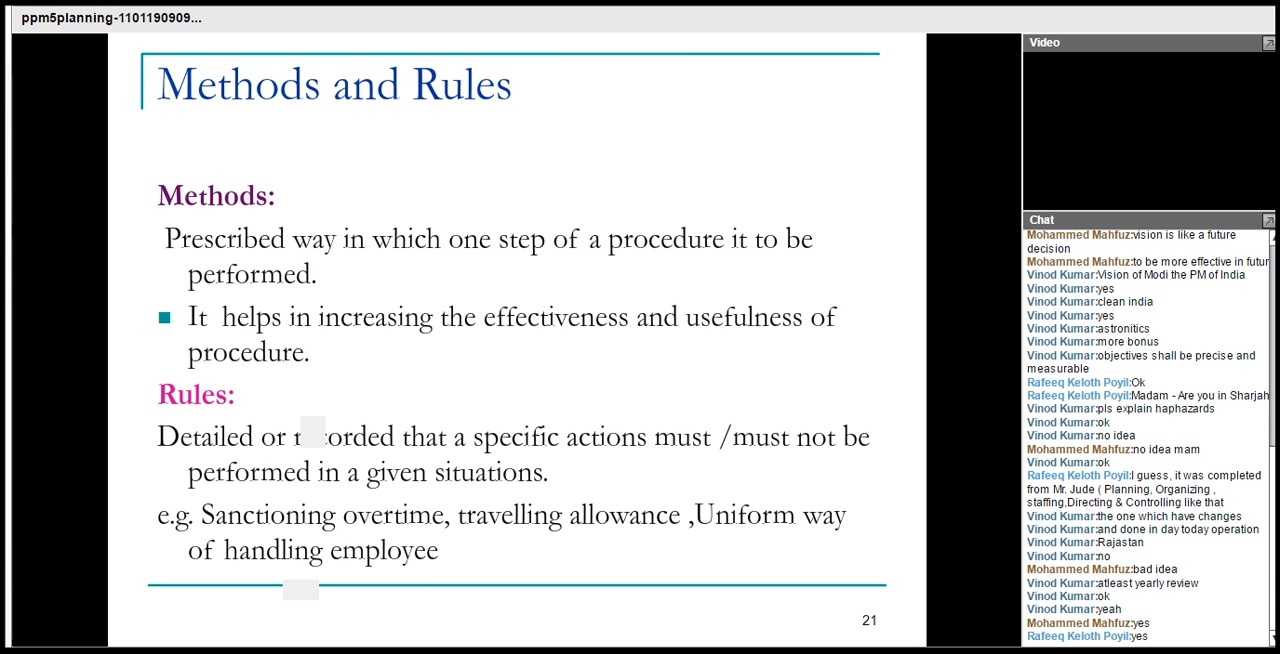 ppm5planning-1101190909...
Methods and Rules
Methods:
Prescribed way in which one step of a procedure it to be
performed.
It helps in increasing the effectiveness and usefulness of
procedure.
Rules:
Detailed or recorded that a specific actions must /must not be
performed in a given situations.
e.g. Sanctioning overtime, travelling allowance ,Uniform way
of handling employee
21
Video
Chat
Mohammed Mahfuz:vision is like a future
decision
Mohammed Mahfuz:to be more effective in futur
Vinod Kumar:Vision of Modi the PM of India
Vinod Kumar:yes
Vinod Kumar:clean india
Vinod Kumar:yes
Vinod Kumar:astronitics
Vinod Kumar:more bonus
Vinod Kumar:objectives shall be precise and
measurable
Rafeeq Keloth Poyil:Ok
Rafeeq Keloth Poyil:Madam - Are you in Sharjah
Vinod Kumar:pls explain haphazards
Vinod Kumar:ok
Vinod Kumar:no idea
Mohammed Mahfuz:no idea mam
Vinod Kumar:ok
Rafeeq Keloth Poyil:I guess, it was completed
from Mr. Jude ( Planning, Organizing ,
staffing,Directing & Controlling like that
Vinod Kumar:the one which have changes
Vinod Kumar:and done in day today operation
Vinod Kumar:Rajastan
Vinod Kumar:no
Mohammed Mahfuz:bad idea
Vinod Kumar:atleast yearly review
Vinod Kumar:ok
Vinod Kumar:yeah
Mohammed Mahfuz:yes
Rafeeq Keloth Poyil:yes